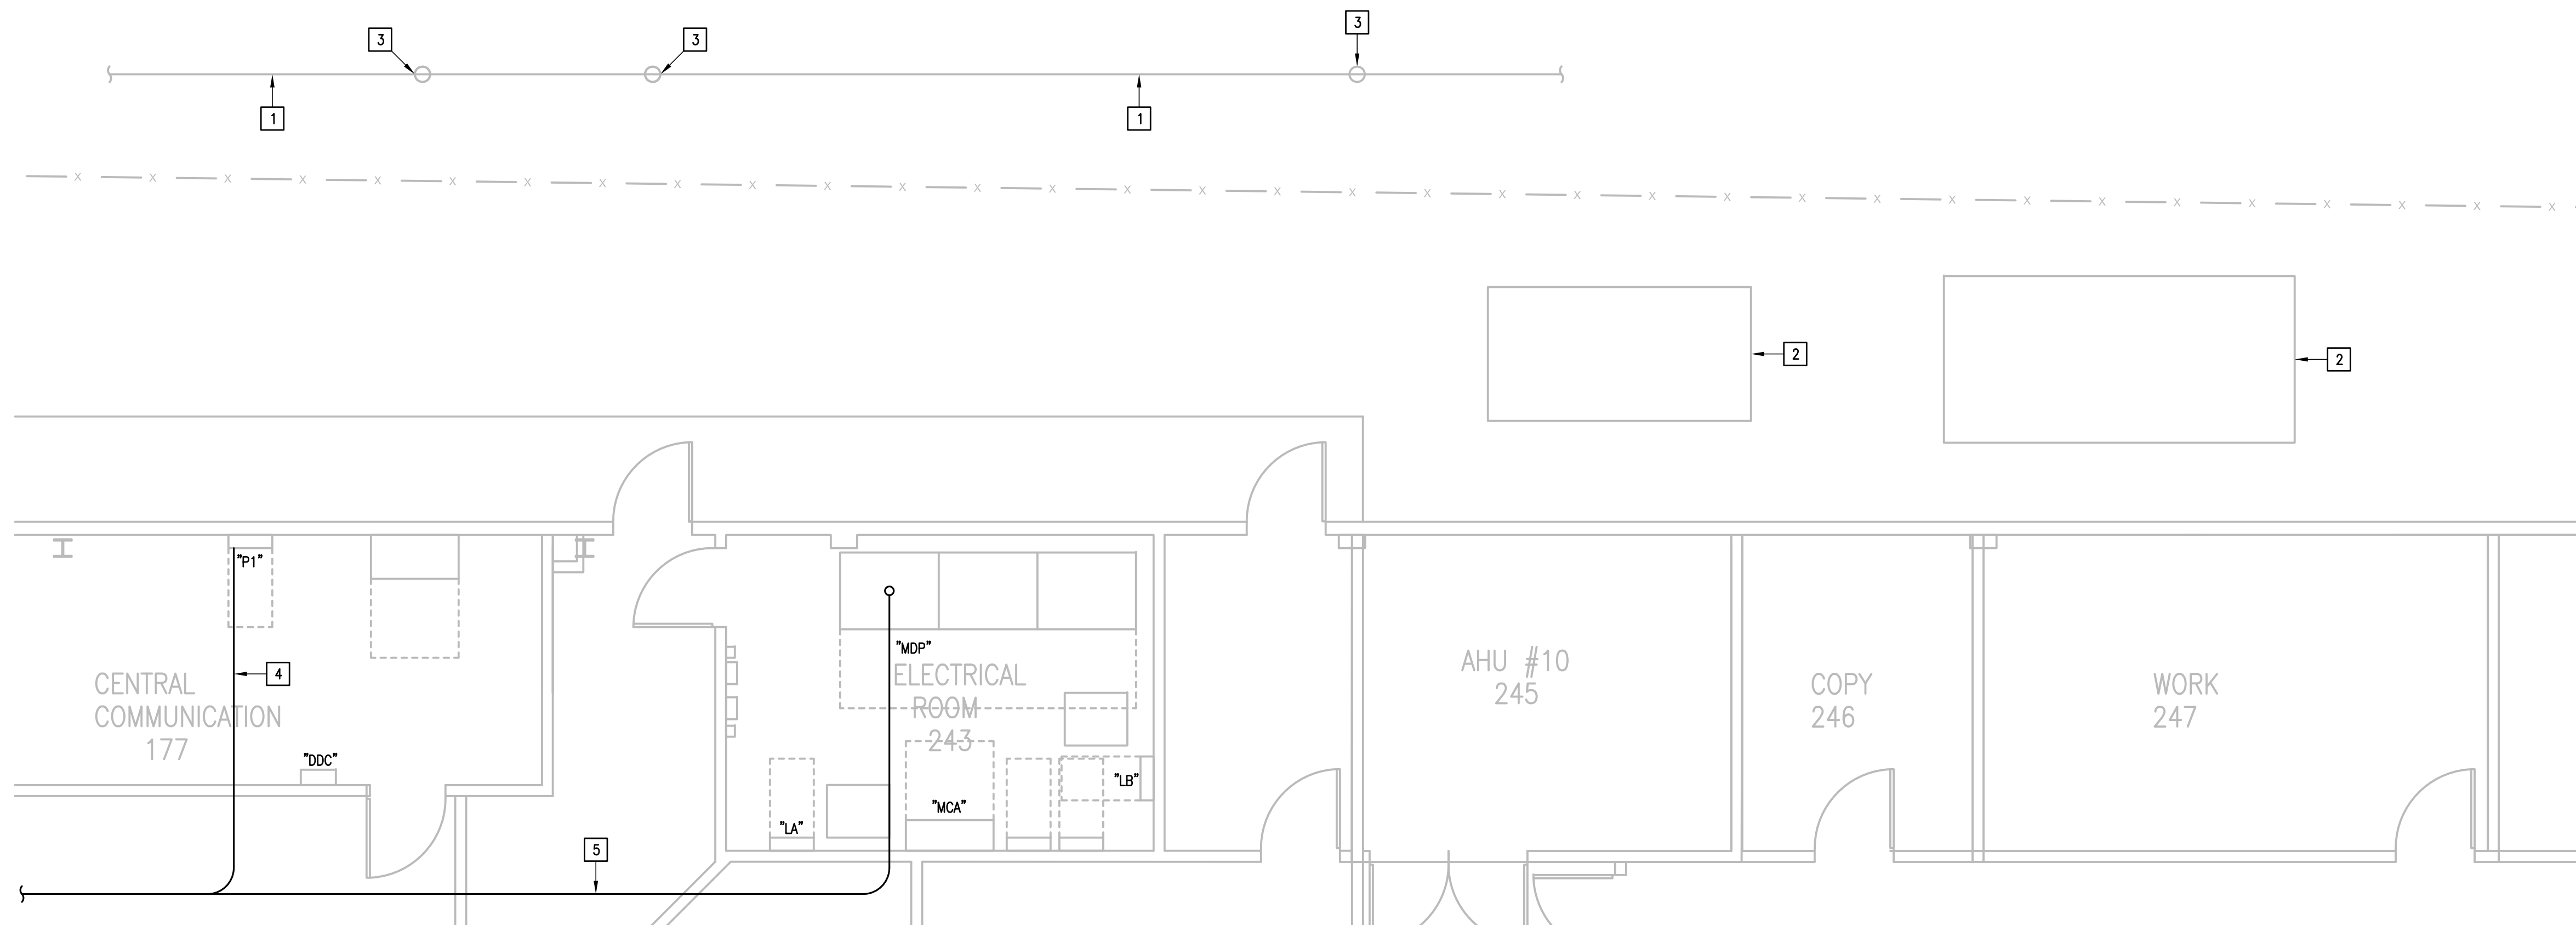 3
3
3
1
1
X X X X X X X X X X X X X X X X X X X X X X X X X X X X X X X X X X
2
2
"P1"
"MDP"
4
CENTRAL
COMMUNICATION
177
ELECTRICAL
ROOM
243
AHU #10
245
COPY
246
WORK
247
"DDC"
"LB"
"MCA"
"LA"
5